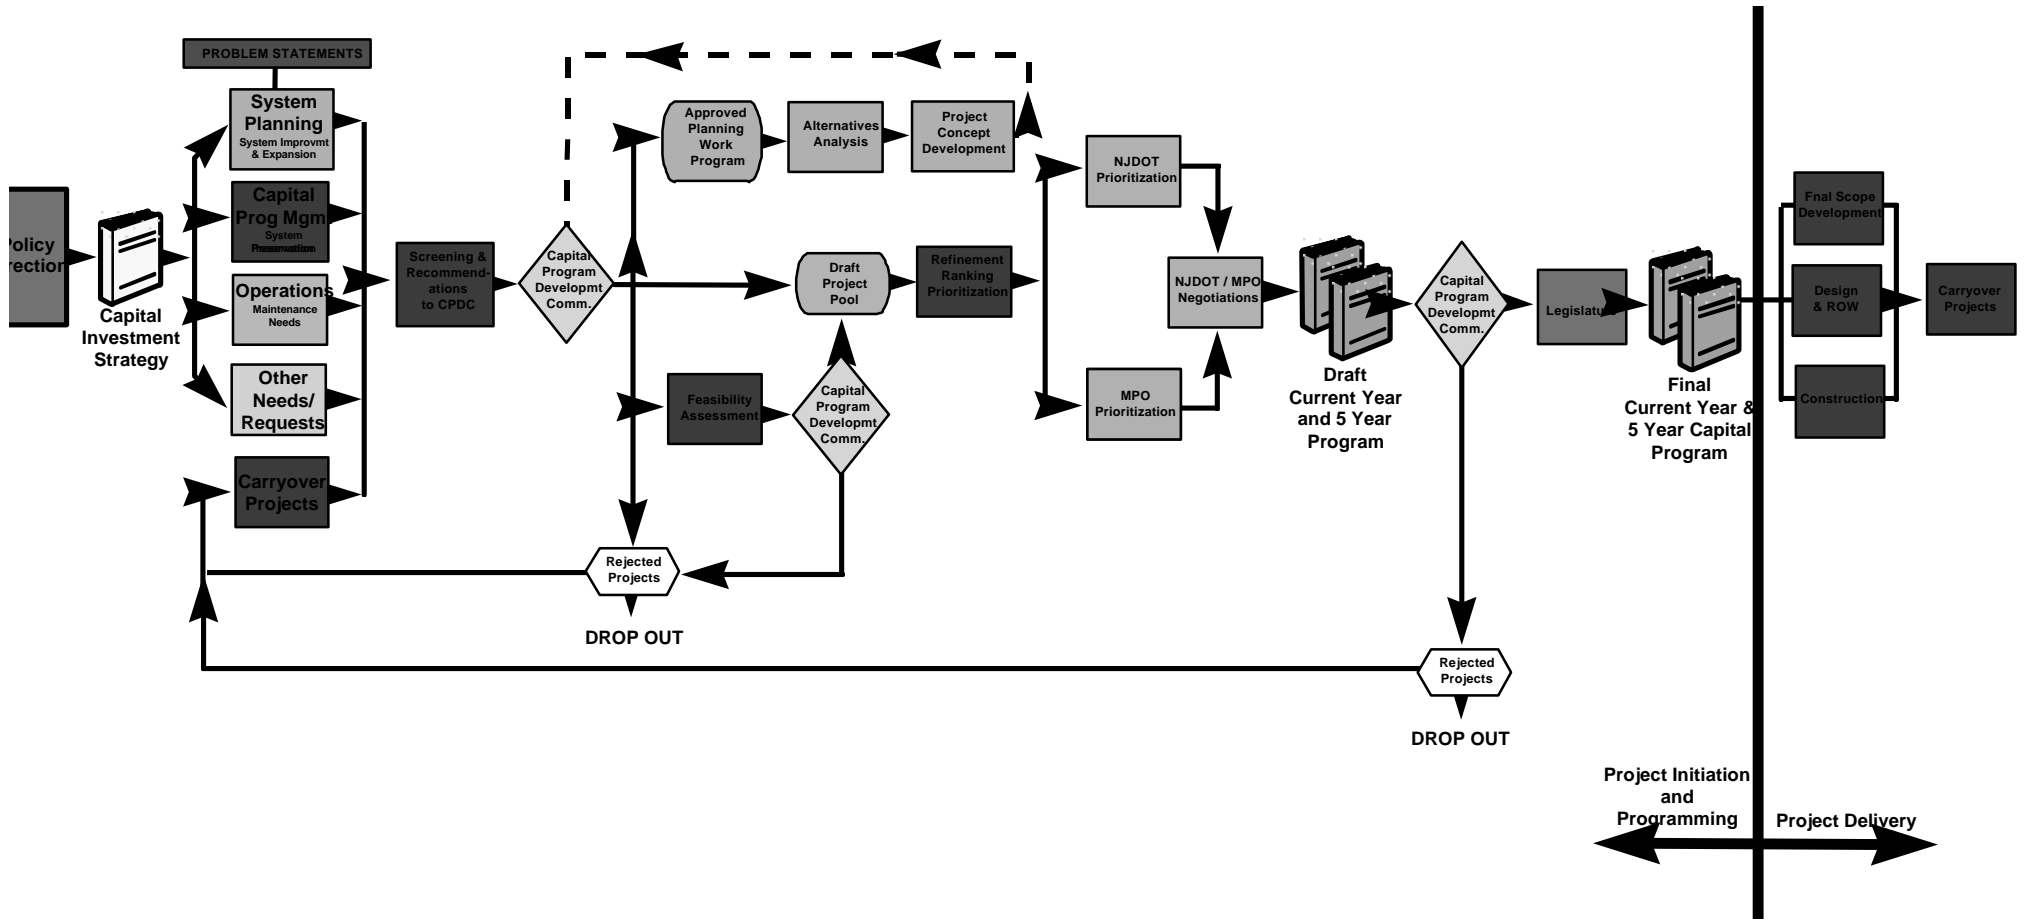 PROBLEM STATEMENTS
System
Planning
System Improvmt
& Expansion
Capital
Prog Mgm
System
Operations
Maintenance
Needs
Other
Needs/
Requests
Carryover
Projects
olicy
rection
Capital
Investment
Strategy
Screening &
Recommend-
ations
to CPDC
Capital
Program
Developmt
Comm.
Approved
Planning
Work
Program
Alternatives
Analysis
Project
Concept
Development
Draft
Project
Pool
Refinement
Ranking
Prioritization
Feasibility
Assessment
Capital
Program
Developmt
Comm.
Rejected
Projects
DROP OUT
NJDOT
Prioritization
NJDOT / MPO
Negotiations
MPO
Prioritization
Draft
Current Year
and 5 Year
Program
Capital
Program
Developmt
Comm.
Rejected
Projects
DROP OUT
Legislature
Final
Current Year &
5 Year Capital
Program
Fnal Scope
Development
Design
& ROW
Construction
Carryover
Projects
Project Initiation
and
Programming
Project Delivery